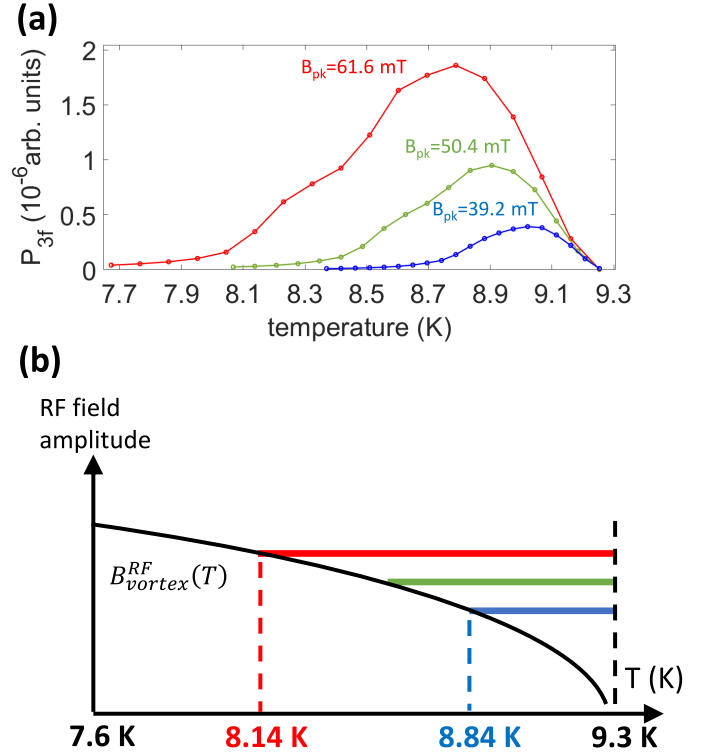 (a)
P3f (10-6arb. units)
2
1.5
1
0.5
0
Bpk=61.6 mT
Bpk=50.4 mT
Bpk=39.2 mT
7.7 7.9 8.1 8.3 8.5 8.7 8.9 9.1 9.3
temperature (K)
(b)
RF field
amplitude
B^{RF}_{vortex}(T)
T (K)
7.6 K 8.14 K 8.84 K 9.3 K